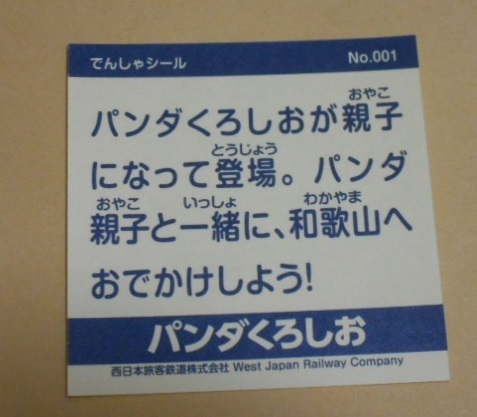 でんしゃシール No.001
おやこ
パンダくろしおが親子
とうじょう
になって登場。パンダ
おやこ いっしょ わかやま
親子と一緒に、和歌山へ
おでかけしよう!
パンダくろしお
西日本旅客鉄道株式会社 West Japan Railway Company